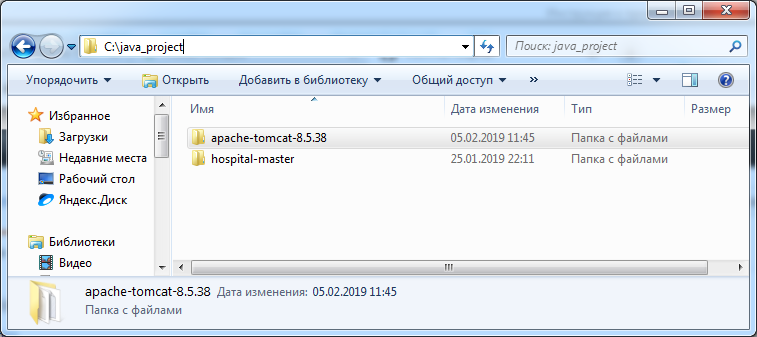 C:\java_project
Поиск: java_project
Упорядочить Открыть Добавить в библиотеку Общий доступ »
Избранное
Загрузки
Недавние места
Рабочий стол
Яндекс.Диск
Библиотеки
Видео
Имя Дата изменения Тип Размер
apache-tomcat-8.5.38 05.02.2019 11:45 Папка с файлами
hospital-master 25.01.2019 22:11 Папка с файлами
apache-tomcat-8.5.38 Дата изменения: 05.02.2019 11:45
Папка с файлами